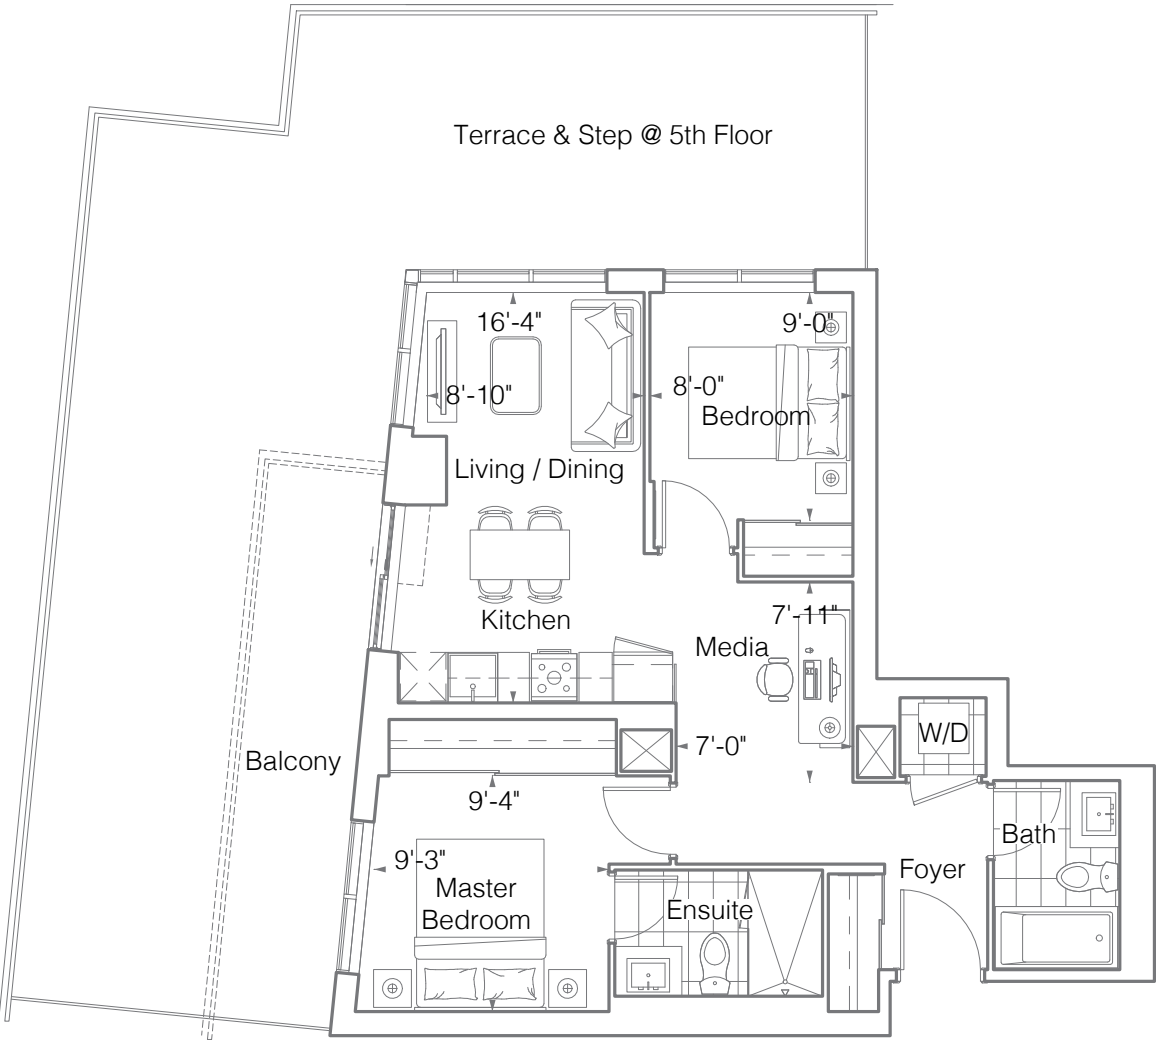 Terrace & Step @ 5th Floor
16'-4"
9'-0"
8'-10"
8'-0"
Bedroom
Living / Dining
Kitchen
7'-11"
Media
W/D
7'-0"
Balcony
9'-4"
Bath
9'-3"
Foyer
Master
Bedroom
Ensuite